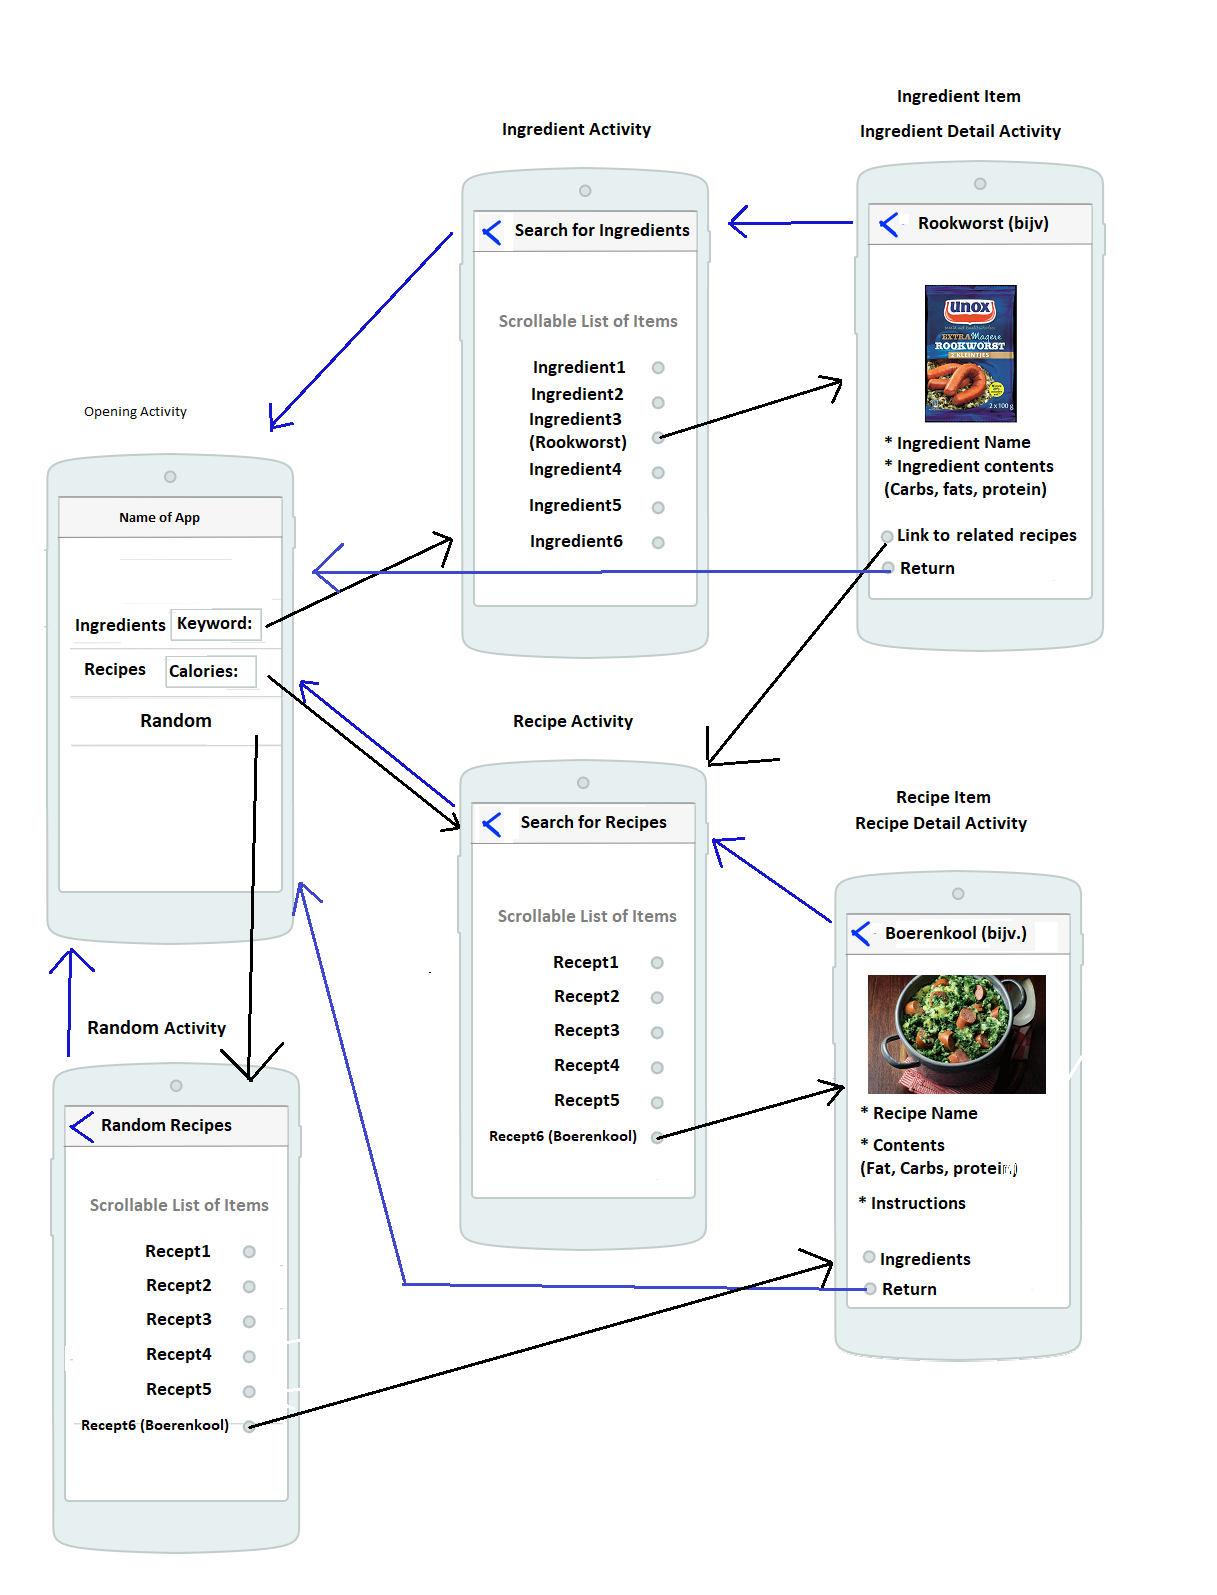 Ingredient Item
Ingredient Detail Activity
Ingredient Activity
Search for Ingredients
Scrollable List of Items
Ingredient1
Ingredient2
Ingredient3
(Rookworst)
Ingredient4
Ingredient5
Ingredient6
Rookworst (bijv)
unox
EXTRA Magere
ROOKWORST
2 KLEINTJES
2 x 100 g
* Ingredient Name
* Ingredient contents
(Carbs, fats, protein)
Link to related recipes
Return
Opening Activity
Name of App
Ingredients
Keyword:
Recipes
Calories:
Random
Recipe Activity
Search for Recipes
Scrollable List of Items
Recept1
Recept2
Recept3
Recept4
Recept5
Recept6 (Boerenkool)
Recipe Item
Recipe Detail Activity
Boerenkool (bijv.)
* Recipe Name
* Contents
(Fat, Carbs, protein)
* Instructions
Ingredients
Return
Random Activity
Random Recipes
Scrollable List of Items
Recept1
Recept2
Recept3
Recept4
Recept5
Recept6 (Boerenkool)